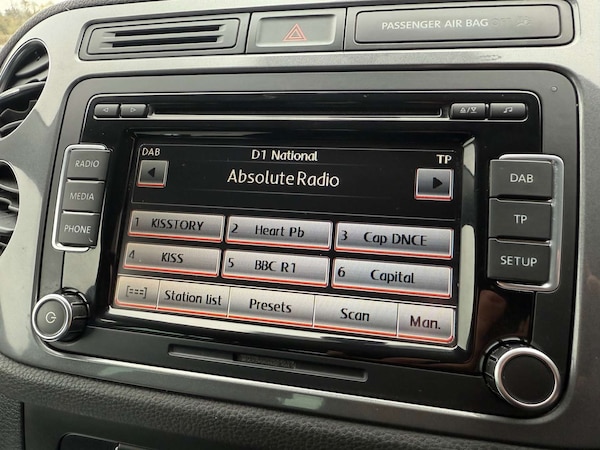 PASSENGER AIR BAG
RADIO
MEDIA
PHONE
DAB
D1 National
TP
Absolute Radio
1 KISSTORY
2 Heart Pb
3 Cap DNCE
4 KISS
5 BBC R1
6 Capital
[===] Station list
Presets
Scan
Man.
DAB
TP
SETUP